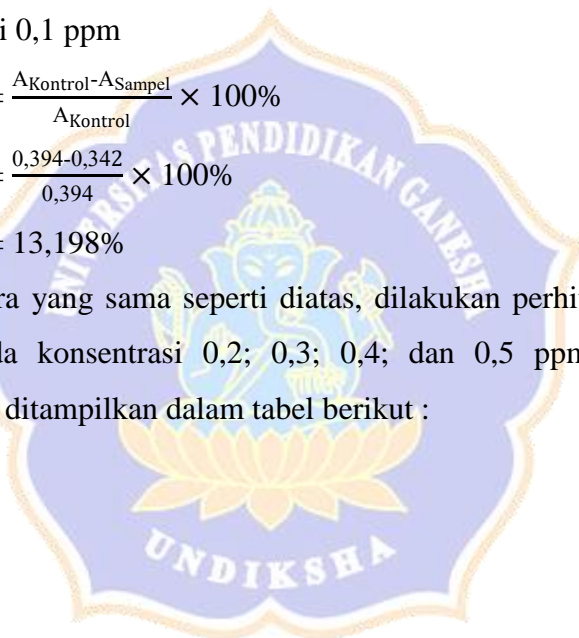 i 0,1 ppm
= A_Kontrol-A_Sampel / A_Kontrol × 100%
= 0,394-0,342 / 0,394 × 100%
= 13,198%
ra yang sama seperti diatas, dilakukan perhi
da konsentrasi 0,2; 0,3; 0,4; dan 0,5 ppm
ditampilkan dalam tabel berikut :
UNIVERSITAS PENDIDIKAN GANESHA
UNDIKSHA